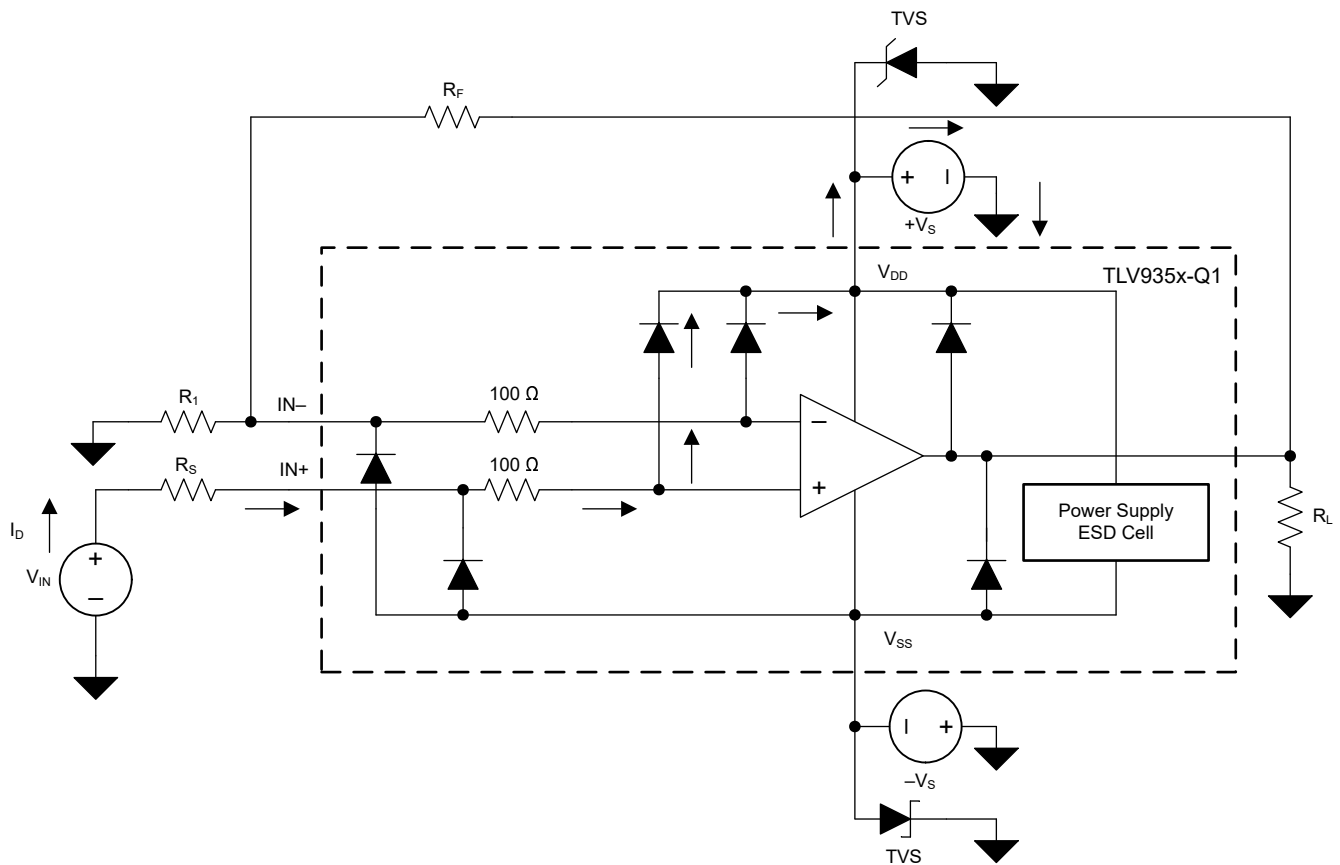 TVS
R_F
+
–
+V_S
V_DD
TLV935x-Q1
R_1
IN–
100 Ω
–
R_S
IN+
100 Ω
+
Power Supply
ESD Cell
R_L
I_D
V_IN
+
–
V_SS
–
+
–V_S
TVS